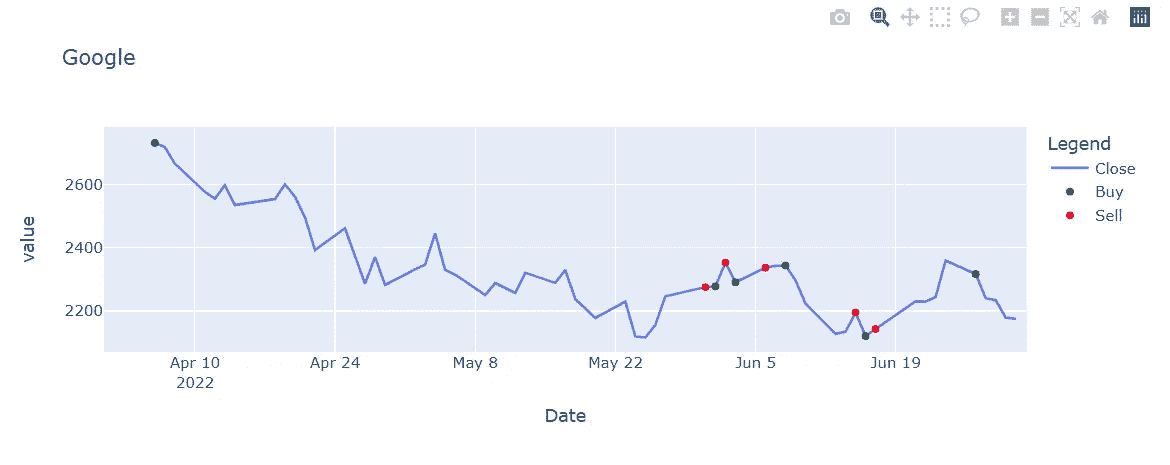 Google
Legend
Close
Buy
Sell
value
2600
2400
2200
Apr 10
2022
Apr 24
May 8
May 22
Jun 5
Jun 19
Date